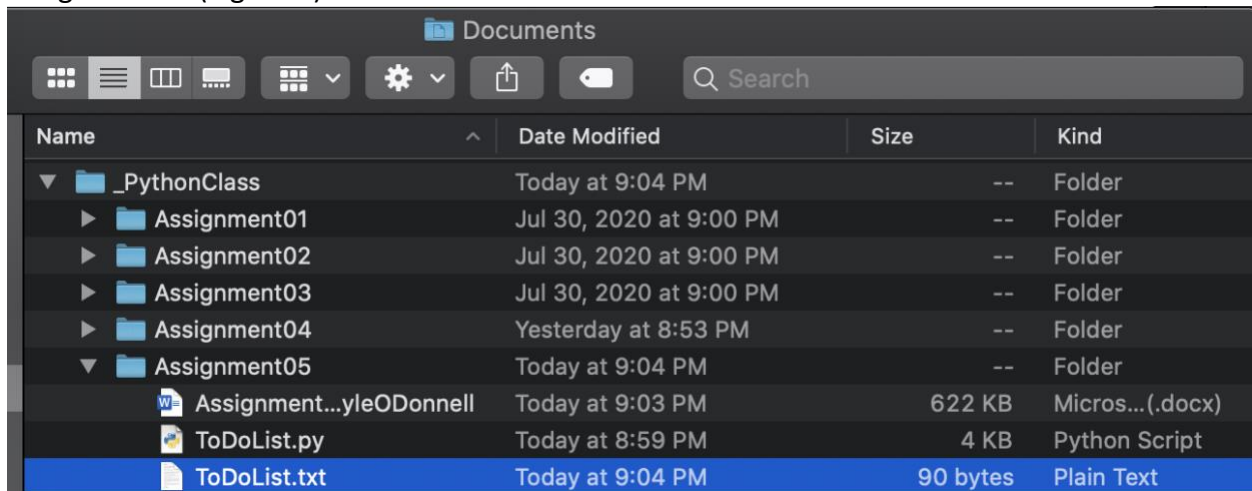 Documents
Search
Name Date Modified Size Kind
_PythonClass Today at 9:04 PM -- Folder
Assignment01 Jul 30, 2020 at 9:00 PM -- Folder
Assignment02 Jul 30, 2020 at 9:00 PM -- Folder
Assignment03 Jul 30, 2020 at 9:00 PM -- Folder
Assignment04 Yesterday at 8:53 PM -- Folder
Assignment05 Today at 9:04 PM -- Folder
Assignment...yleODonnell Today at 9:03 PM 622 KB Micros...(.docx)
ToDoList.py Today at 8:59 PM 4 KB Python Script
ToDoList.txt Today at 9:04 PM 90 bytes Plain Text